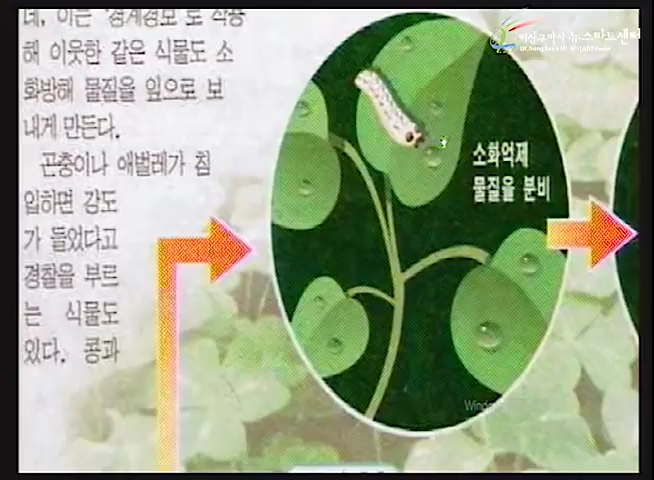 데, 이는 '경계경보'로 작용
해 이웃한 같은 식물도 소
화방해 물질을 잎으로 보
내게 만든다.
곤충이나 애벌레가 침
입하면 강도
가 들었다고
경찰을 부르
는 식물도
있다. 콩과
소화억제
물질을 분비